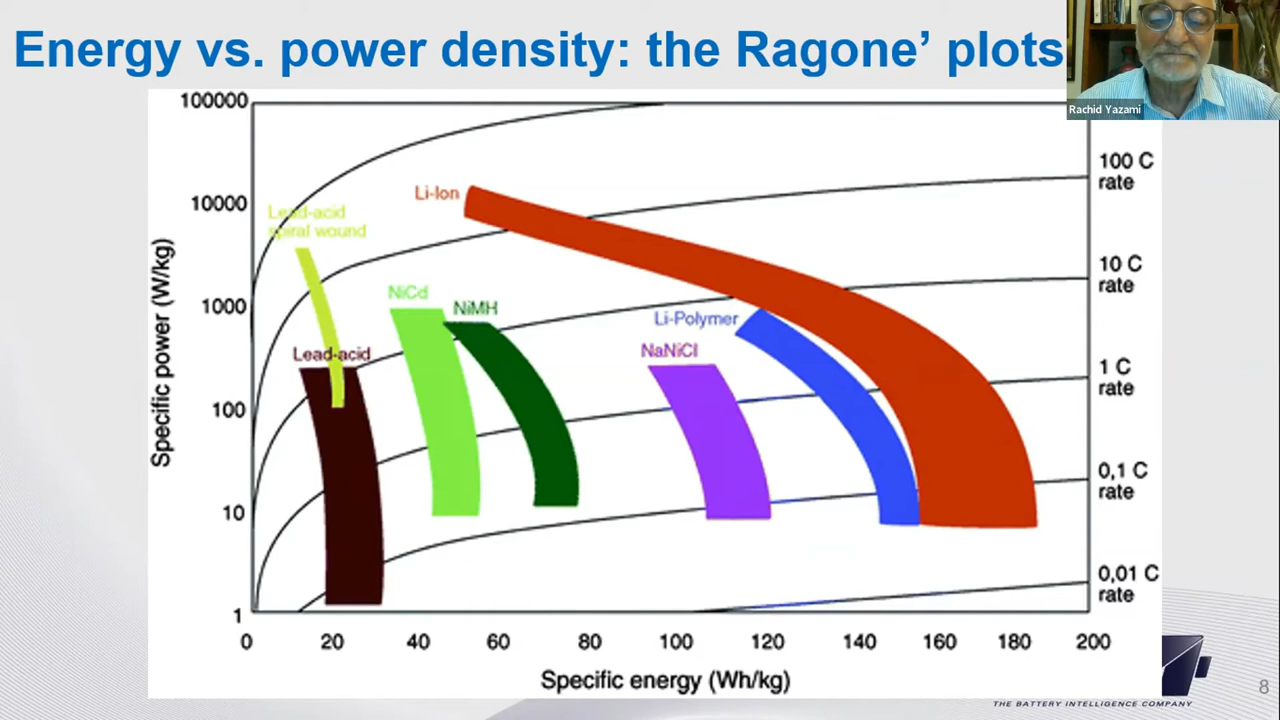 Energy vs. power density: the Ragone’ plots
Rachid Yazami
100000
10000
1000
100
10
1
Specific power (W/kg)
Lead-acid
spiral wound
Li-Ion
NiCd
NiMH
Lead-acid
Li-Polymer
NaNiCl
100 C
rate
10 C
rate
1 C
rate
0,1 C
rate
0,01 C
rate
0 20 40 60 80 100 120 140 160 180 200
Specific energy (Wh/kg)
THE BATTERY INTELLIGENCE COMPANY
8